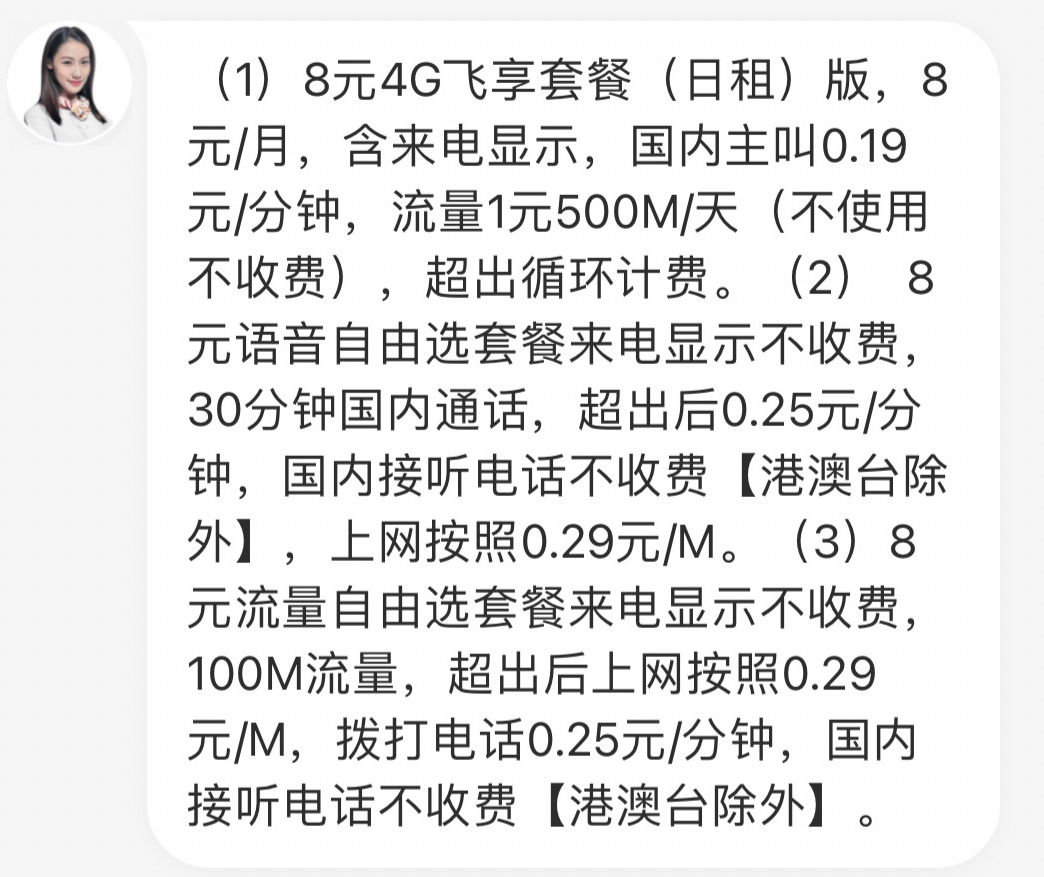 （1）8元4G飞享套餐（日租）版，8
元/月，含来电显示，国内主叫0.19
元/分钟，流量1元500M/天（不使用
不收费），超出循环计费。（2） 8
元语音自由选套餐来电显示不收费，
30分钟国内通话，超出后0.25元/分
钟，国内接听电话不收费【港澳台除
外】，上网按照0.29元/M。（3）8
元流量自由选套餐来电显示不收费，
100M流量，超出后上网按照0.29
元/M，拨打电话0.25元/分钟，国内
接听电话不收费【港澳台除外】。